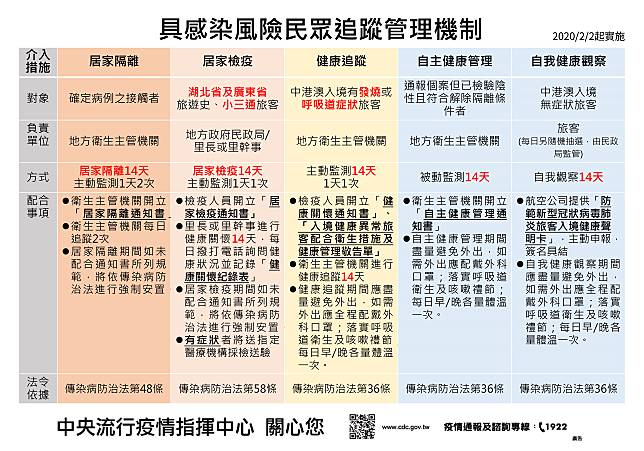 具感染風險民眾追蹤管理機制
2020/2/2起實施
介入
措施
居家隔離
居家檢疫
健康追蹤
自主健康管理
自我健康觀察
對象
確定病例之接觸者
湖北省及廣東省
旅遊史、小三通旅客
中港澳入境有發燒或
呼吸道症狀旅客
通報個案但已檢驗陰
性且符合解除隔離條
件者
中港澳入境
無症狀旅客
負責
單位
地方衛生主管機關
地方政府民政局/
里長或里幹事
地方衛生主管機關
地方衛生主管機關
旅客
(每日另隨機抽選，由民政
局監管)
方式
居家隔離14天
主動監測1天2次
居家檢疫14天
主動監測1天1次
主動監測14天
1天1次
被動監測14天
自我觀察14天
配合
事項
●衛生主管機關開立
「居家隔離通知書」
●衛生主管機關每日
追蹤2次
●居家隔離期間如未
配合通知書所列規
範，將依傳染病防
治法進行強制安置
●檢疫人員開立「居
家檢疫通知書」
●里長或里幹事進行
健康關懷14天，每
日撥打電話詢問健
康狀況並記錄「健
康關懷紀錄表」
●居家檢疫期間如未
配合通知書所列規
範，將依傳染病防
治法進行強制安置
●有症狀者將送指定
醫療機構採檢送驗
●檢疫人員開立「健
康關懷通知書」、
「入境健康異常旅
客配合衛生措施及
健康管理敬告單」
●衛生主管機關進行
健康追蹤14天
●健康追蹤期間應盡
量避免外出，如需
外出應全程配戴外
科口罩；落實呼吸
道衛生及咳嗽禮節
每日早/晚各量體溫
一次。
●衛生主管機關開立
「自主健康管理通
知書」
●自主健康管理期間
盡量避免外出，如
需外出應配戴外科
口罩；落實呼吸道
衛生及咳嗽禮節；
每日早/晚各量體溫
一次。
●航空公司提供「防
範新型冠狀病毒肺
炎旅客入境健康聲
明卡」，主動申報、
簽名具結
●自我健康觀察期間
應盡量避免外出，
如需外出應全程配
戴外科口罩；落實
呼吸道衛生及咳嗽
禮節；每日早/晚各
量體溫一次。
法令
依據
傳染病防治法第48條
傳染病防治法第58條
傳染病防治法第36條
傳染病防治法第36條
傳染病防治法第36條
中央流行疫情指揮中心 關心您
www.cdc.gov.tw
疫情通報及諮詢專線：1922
廣告